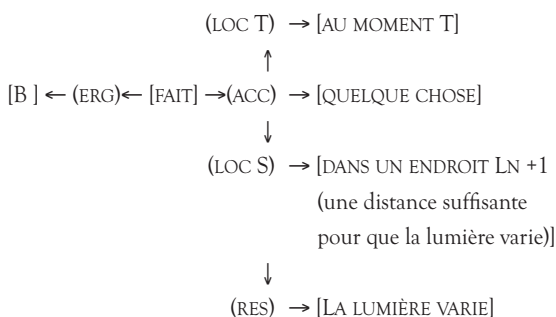 (LOC T) → [AU MOMENT T]
↑
[B ] ← (ERG)← [FAIT] →(ACC) → [QUELQUE CHOSE]
↓
(LOC S) → [DANS UN ENDROIT LN +1
(une distance suffisante
pour que la lumière varie)]
↓
(RES) → [LA LUMIÈRE VARIE]